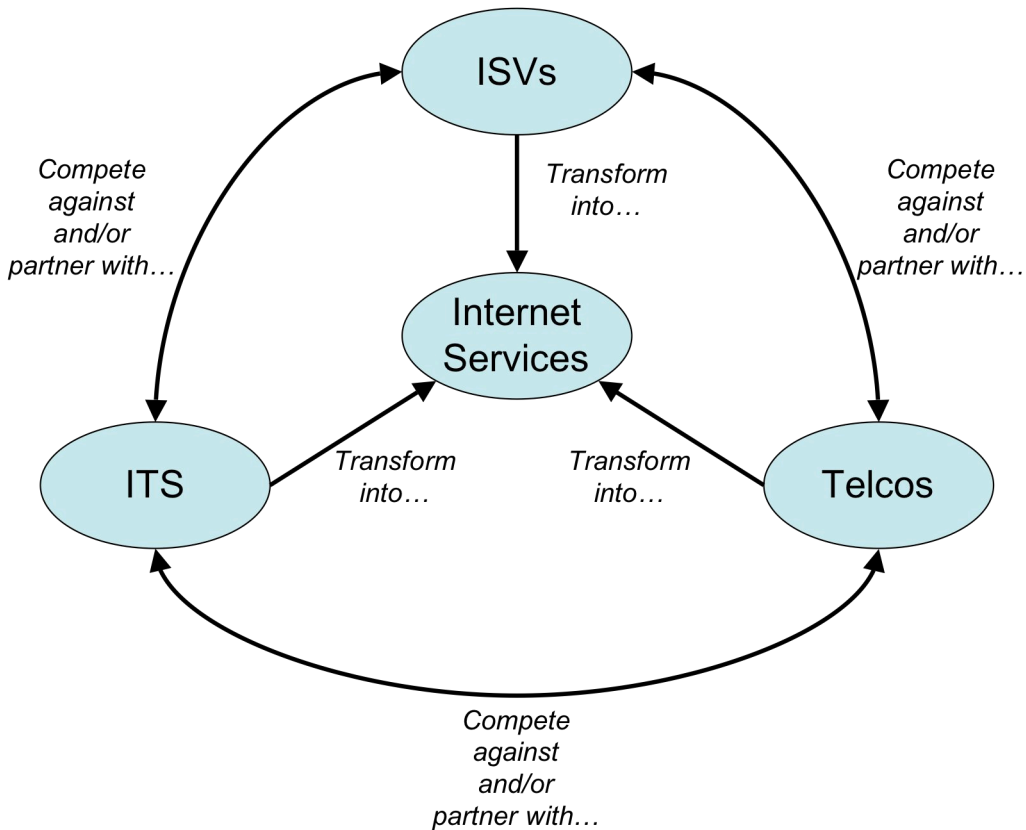 ISVs
Compete
against
and/or
partner with…
Transform
into…
Compete
against
and/or
partner with…
Internet
Services
ITS
Transform
into…
Transform
into…
Telcos
Compete
against
and/or
partner with…